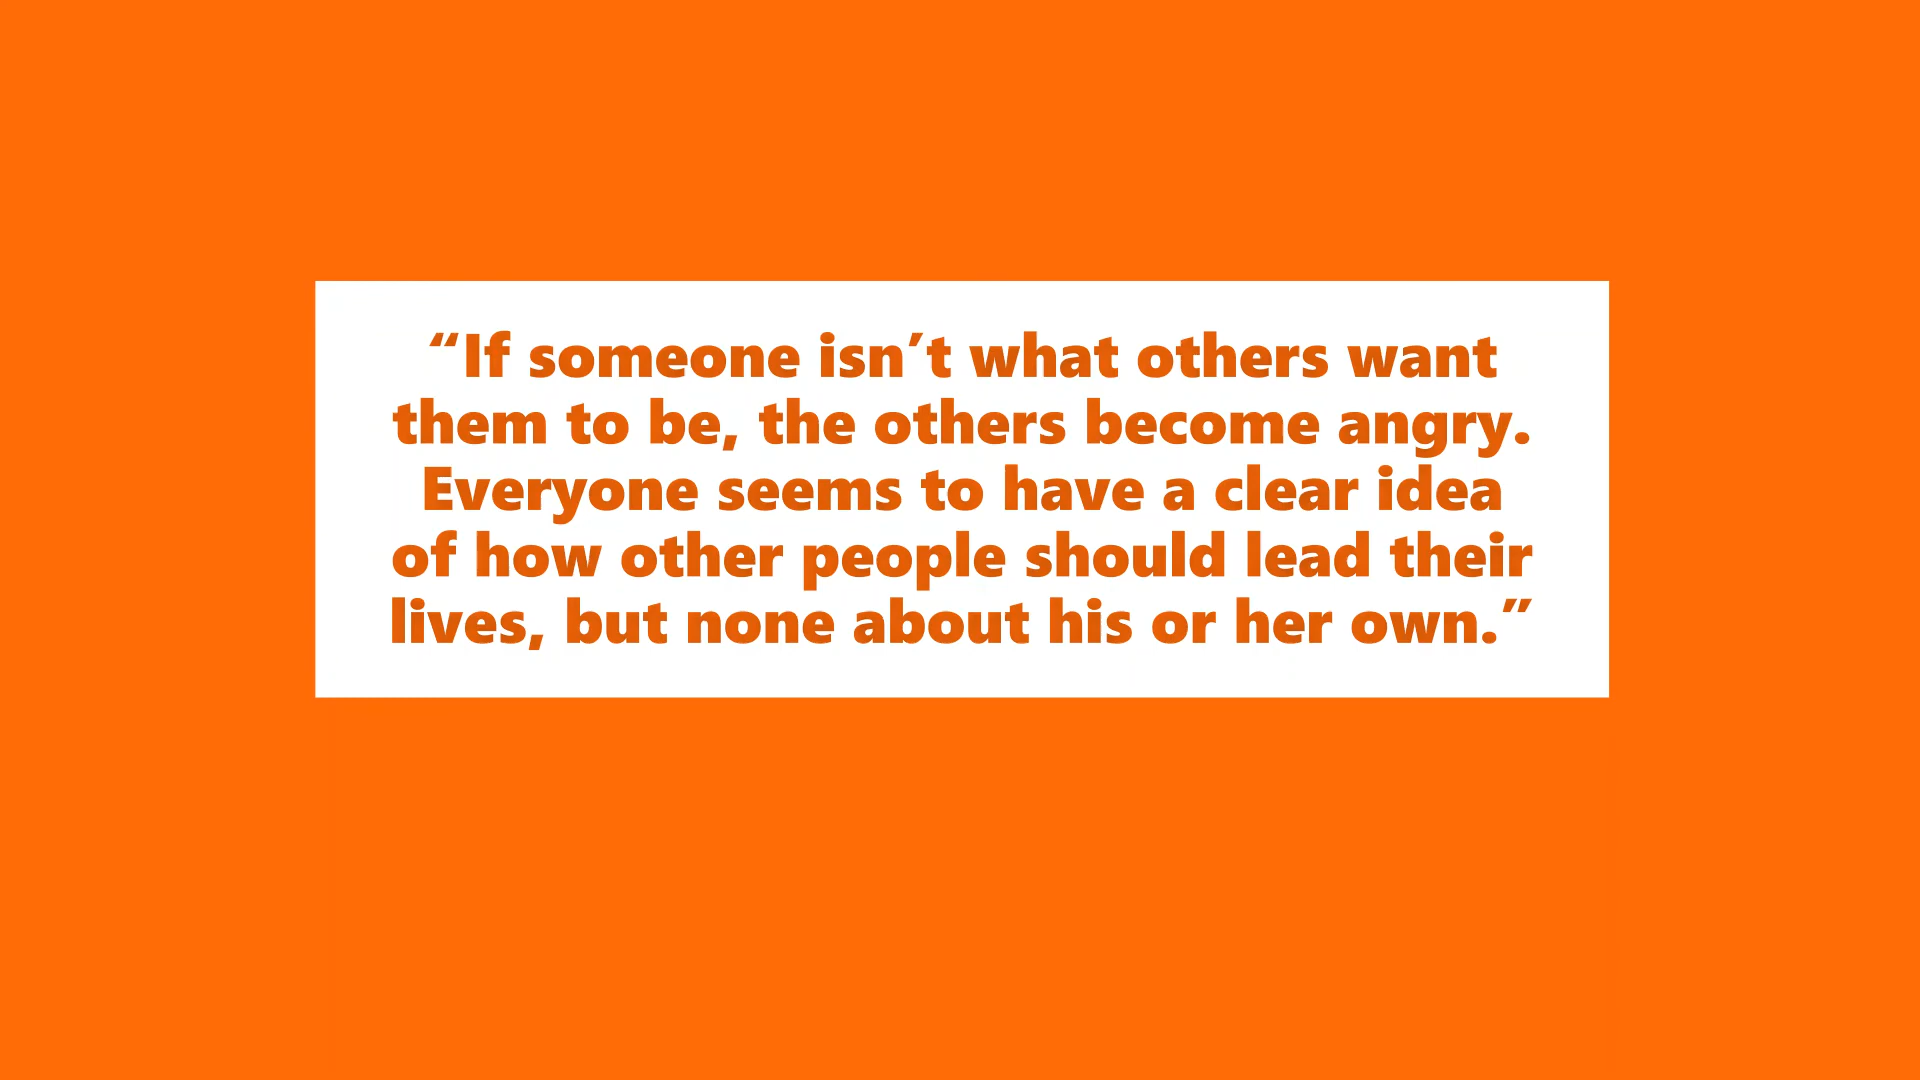 “If someone isn’t what others want
them to be, the others become angry.
Everyone seems to have a clear idea
of how other people should lead their
lives, but none about his or her own.”